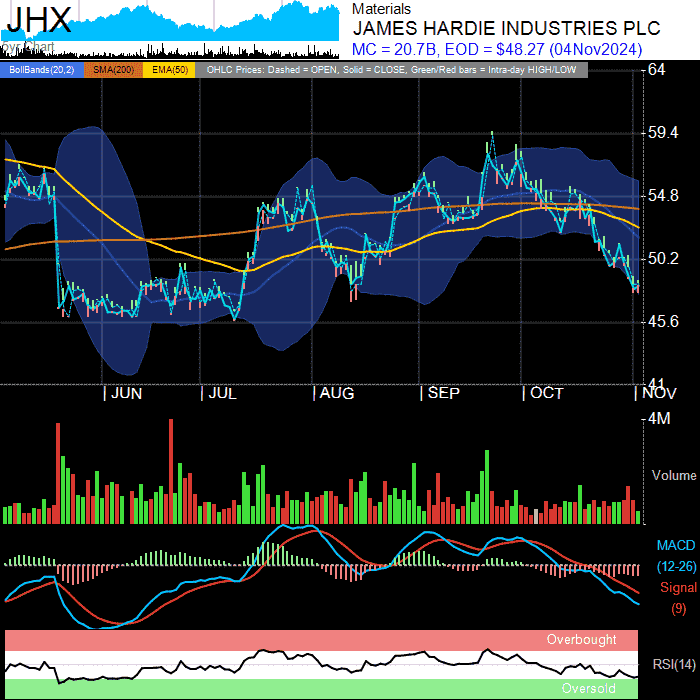 JHX
Materials
JAMES HARDIE INDUSTRIES PLC
MC = 20.7B, EOD = $48.27 (04Nov2024)
BollBands(20,2) SMA(200) EMA(50) OHLC Prices: Dashed = OPEN, Solid = CLOSE, Green/Red bars = Intra-day HIGH/LOW
64
59.4
54.8
50.2
45.6
41
JUN JUL AUG SEP OCT NOV
4M
Volume
MACD
(12-26)
Signal
(9)
Overbought
RSI(14)
Oversold